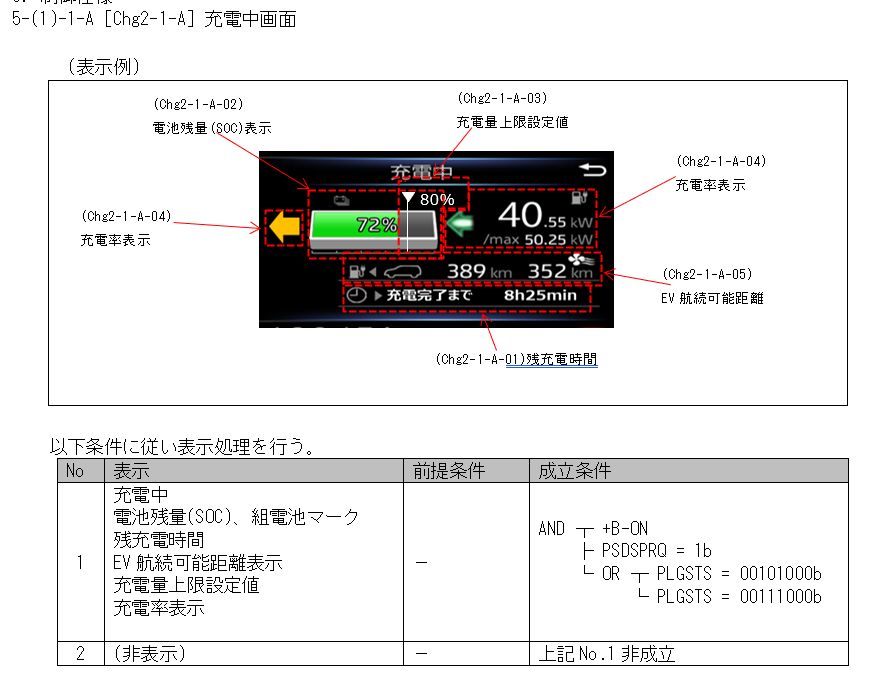 5-(1)-1-A [Chg2-1-A] 充電中画面
(表示例)
(Chg2-1-A-02)
電池残量(SOC)表示
(Chg2-1-A-03)
充電量上限設定値
(Chg2-1-A-04)
充電率表示
(Chg2-1-A-04)
充電率表示
充電中
80%
72%
40.55 kW
/max 50.25 kW
389 km 352 km
充電完了まで 8h25min
(Chg2-1-A-05)
EV 航続可能距離
(Chg2-1-A-01)残充電時間
以下条件に従い表示処理を行う。
No 表示 前提条件 成立条件
1
充電中
電池残量(SOC)、組電池マーク
残充電時間
EV 航続可能距離表示
充電量上限設定値
充電率表示
－
AND ┬ +B-ON
├ PSDSPRQ = 1b
└ OR ┬ PLGSTS = 00101000b
└ PLGSTS = 00111000b
2 (非表示) － 上記 No.1 非成立